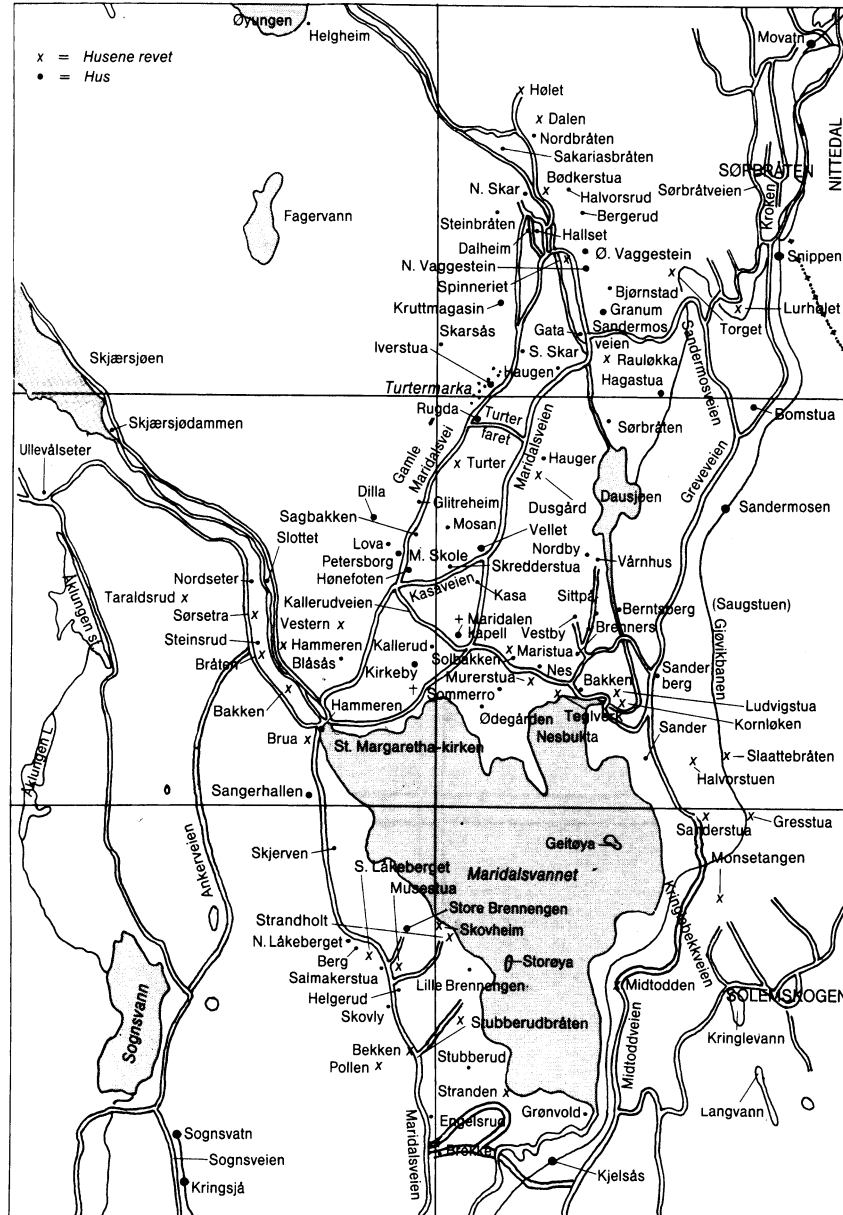 Øyungen
Helgheim
x = Husene revet
• = Hus
Movatn
Hølet
Dalen
Nordbråten
Sakariasbråten
NITTEDAL
Bødkerstua
SØRBRÅTEN
N. Skar
Halvorsrud
Sørbråtveien
Kroken
Fagervann
Steinbråten
Bergerud
Dalheim
Hallset
N. Vaggestein
Ø. Vaggestein
Snippen
Spinneriet
Bjørnstad
Kruttmagasin
Granum
Lurhølet
Skarsås
Gata
Sandermos
veien
Torget
Iverstua
S. Skar
Rauløkka
Sandermosveien
Skjærsjøen
Haugen
Hagastua
Turtermarka
Rugda
Turter
faret
Bomstua
Skjærsjødammen
Gamle
Maridalsvei
Maridalsveien
Sørbråten
Ullevålseter
Turter
Hauger
Greveveien
Dausjøen
Dilla
Glitreheim
Dusgård
Sandermosen
Sagbakken
Mosan
Slottet
Lova
Vellet
Petersborg
M. Skole
Nordby
Vårnhus
Nordseter
Hønefoten
Skredderstua
Åklungen s.
Taraldsrud
Kasaveien
Kasa
Sittpå
Kallerudveien
Berntsberg
(Saugstuen)
Sørsetra
Vestern
Maridalen
kapell
Vestby
Brenners
Gjøvikbanen
Steinsrud
Hammeren
Kallerud
Maristua
Bråten
Blåsås
Solbakken
Nes
Sander
berg
Kirkeby
Murerstua
Bakken
Bakken
Hammeren
Sommerro
Ludvigstua
Ødegården
Teglverk
Kornløken
Brua
St. Margaretha-kirken
Nesbukta
Sander
Åklungen L
Slaattebråten
Halvorstuen
Sangerhallen
Sanderstua
Gresstua
Skjerven
Geitøya
Monsetangen
Ankerveien
S. Låkeberget
Maridalsvannet
Musestua
Kringlebekkveien
Store Brennengen
Strandholt
Skovheim
N. Låkeberget
Berg
Storøya
Salmakerstua
Lille Brennengen
Midtodden
Sognsvann
Helgerud
SOLEMSKOGEN
Skovly
Stubberudbråten
Kringlevann
Bekken
Midtoddveien
Pollen
Stubberud
Stranden
Langvann
Maridalsveien
Grønvold
Engelsrud
Sognsvatn
Brekke
Sognsveien
Kjelsås
Kringsjå